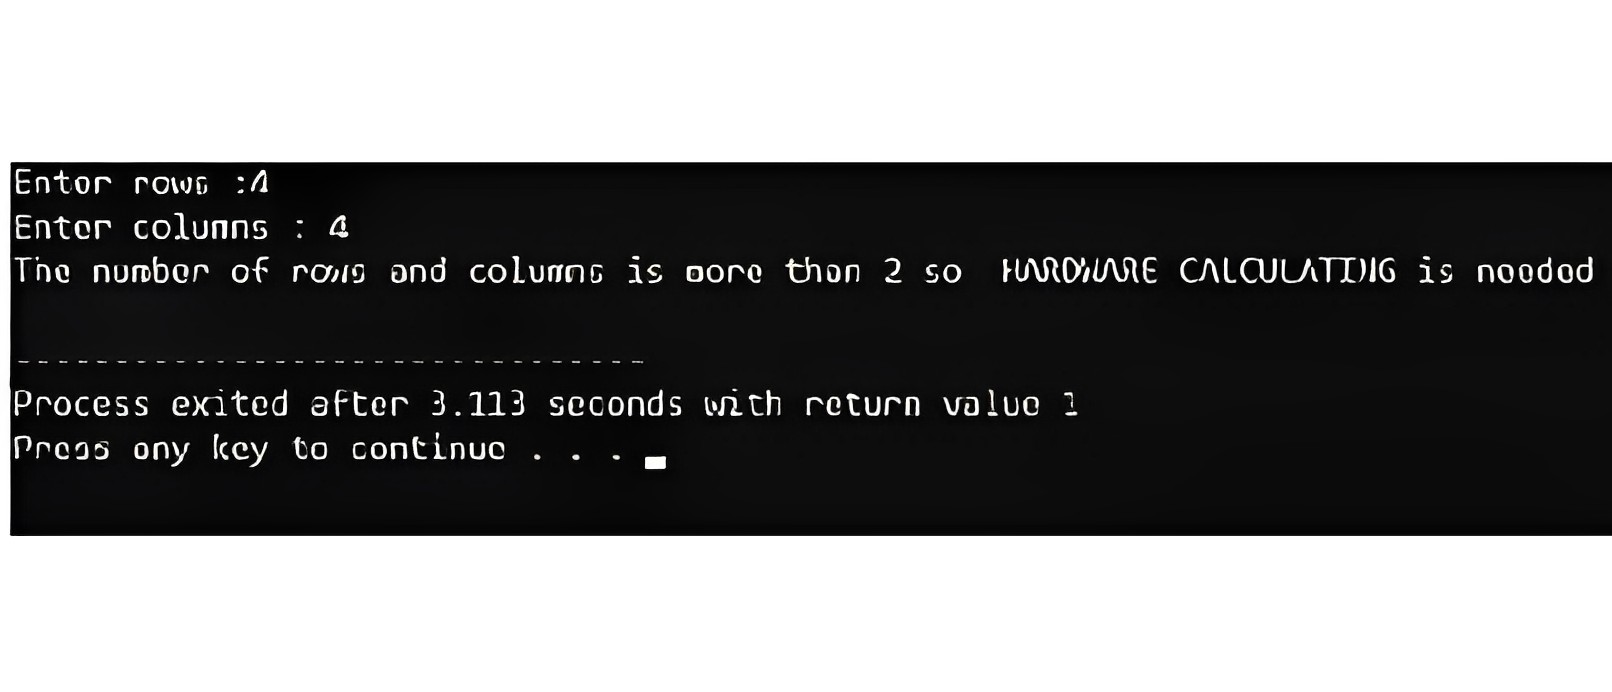 Enter rows :4
Enter columns : 4
The number of rows and columns is more than 2 so  HARDWARE CALCULATING is needed
--------------------------------
Process exited after 3.113 seconds with return value 1
Press any key to continue . . .